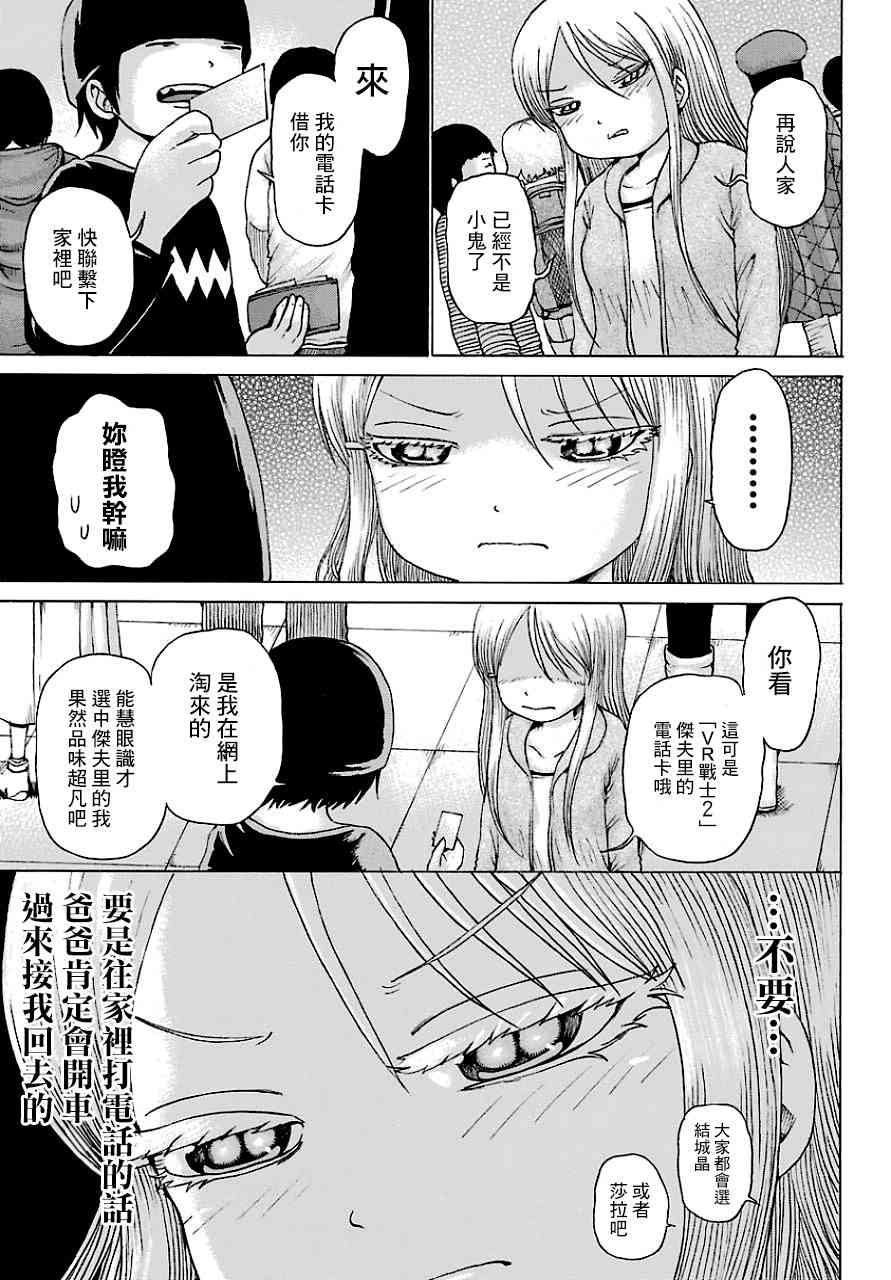 再說人家
已經不是
小鬼了
來
我的電話卡
借你
快聯繫下
家裡吧
………
妳瞪我幹嘛
你看
這可是
「VR戰士2」
傑夫里的
電話卡哦
是我在網上
淘來的
能慧眼識才
選中傑夫里的我
果然品味超凡吧
…不要…
大家都會選
結城晶
或者
莎拉吧
要是往家裡打電話的話
爸爸肯定會開車
過來接我回去的